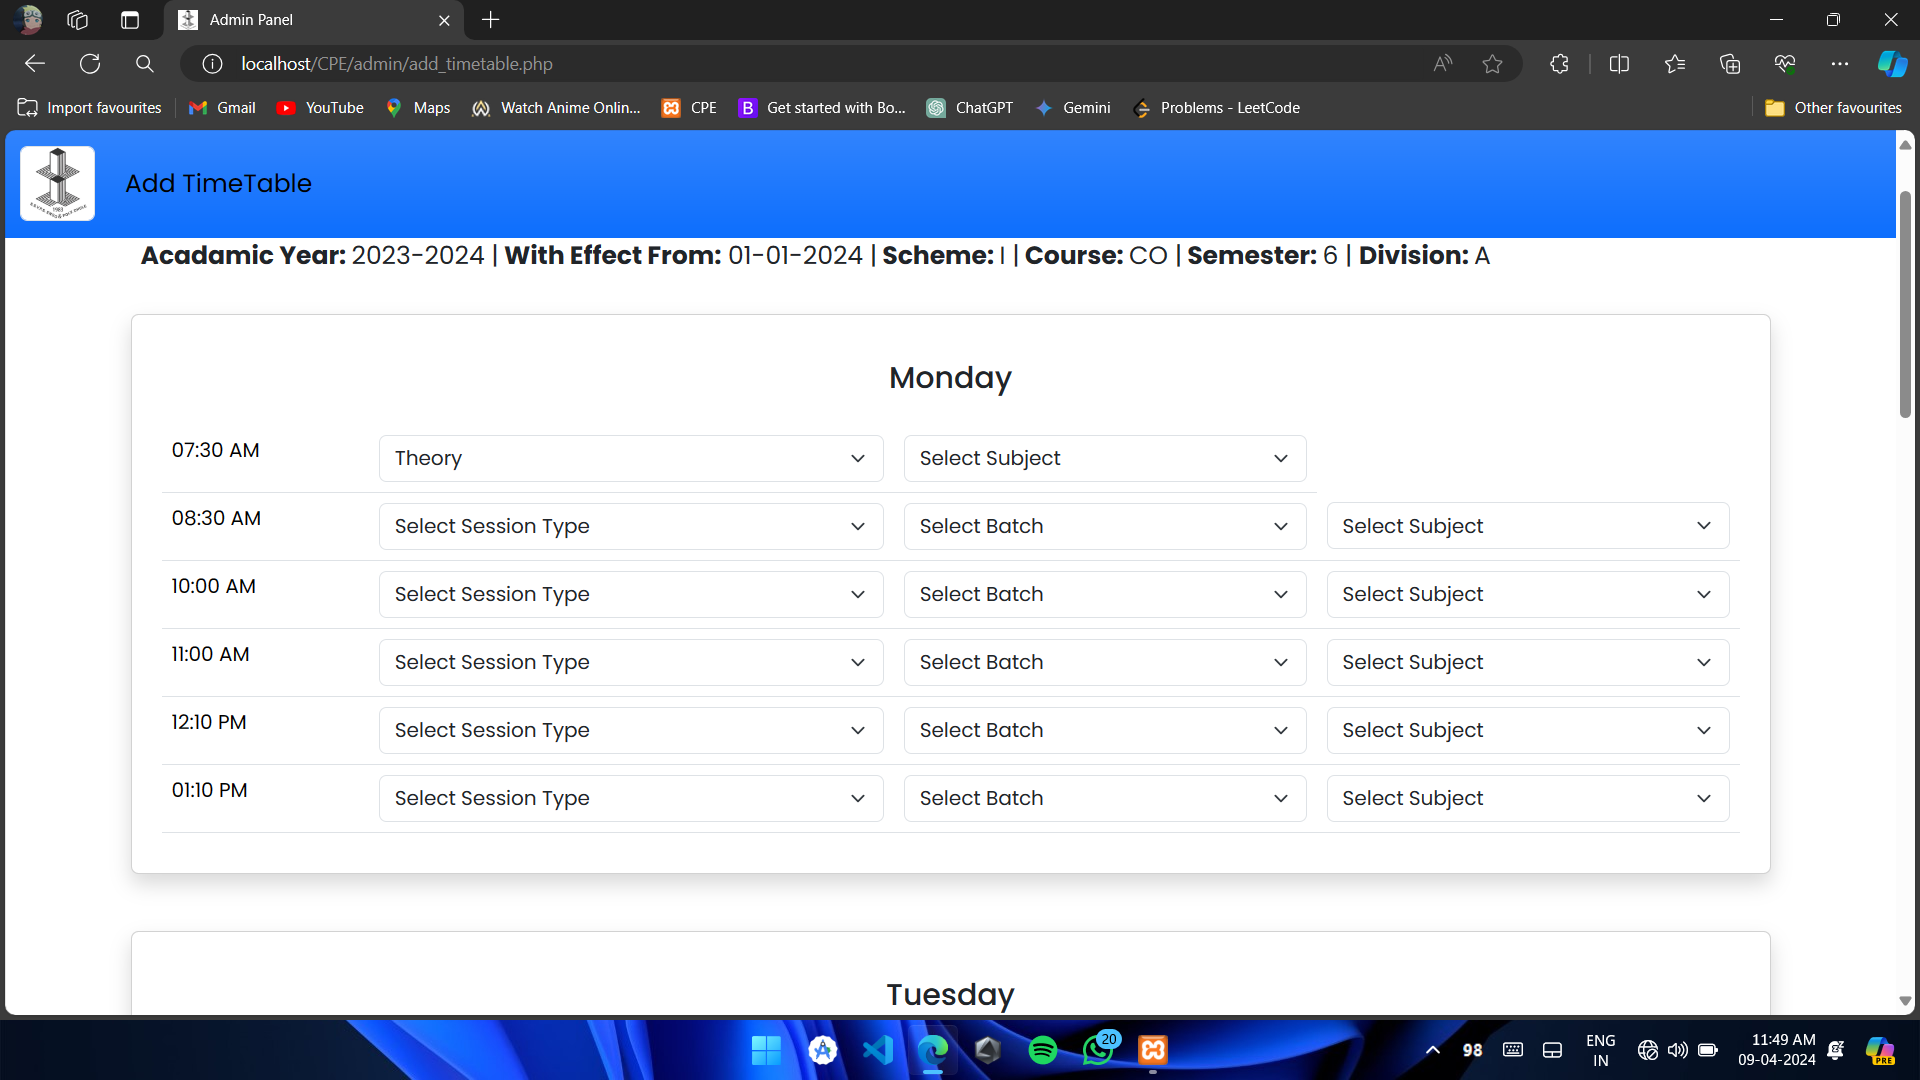 Admin Panel
localhost/CPE/admin/add_timetable.php
Import favourites Gmail YouTube Maps Watch Anime Onlin... CPE B Get started with Bo... ChatGPT Gemini Problems - LeetCode Other favourites
Add TimeTable
Acadamic Year: 2023-2024 | With Effect From: 01-01-2024 | Scheme: I | Course: CO | Semester: 6 | Division: A
Monday
07:30 AM Theory Select Subject
08:30 AM Select Session Type Select Batch Select Subject
10:00 AM Select Session Type Select Batch Select Subject
11:00 AM Select Session Type Select Batch Select Subject
12:10 PM Select Session Type Select Batch Select Subject
01:10 PM Select Session Type Select Batch Select Subject
Tuesday
20
98
ENG
IN
11:49 AM
09-04-2024
PRE